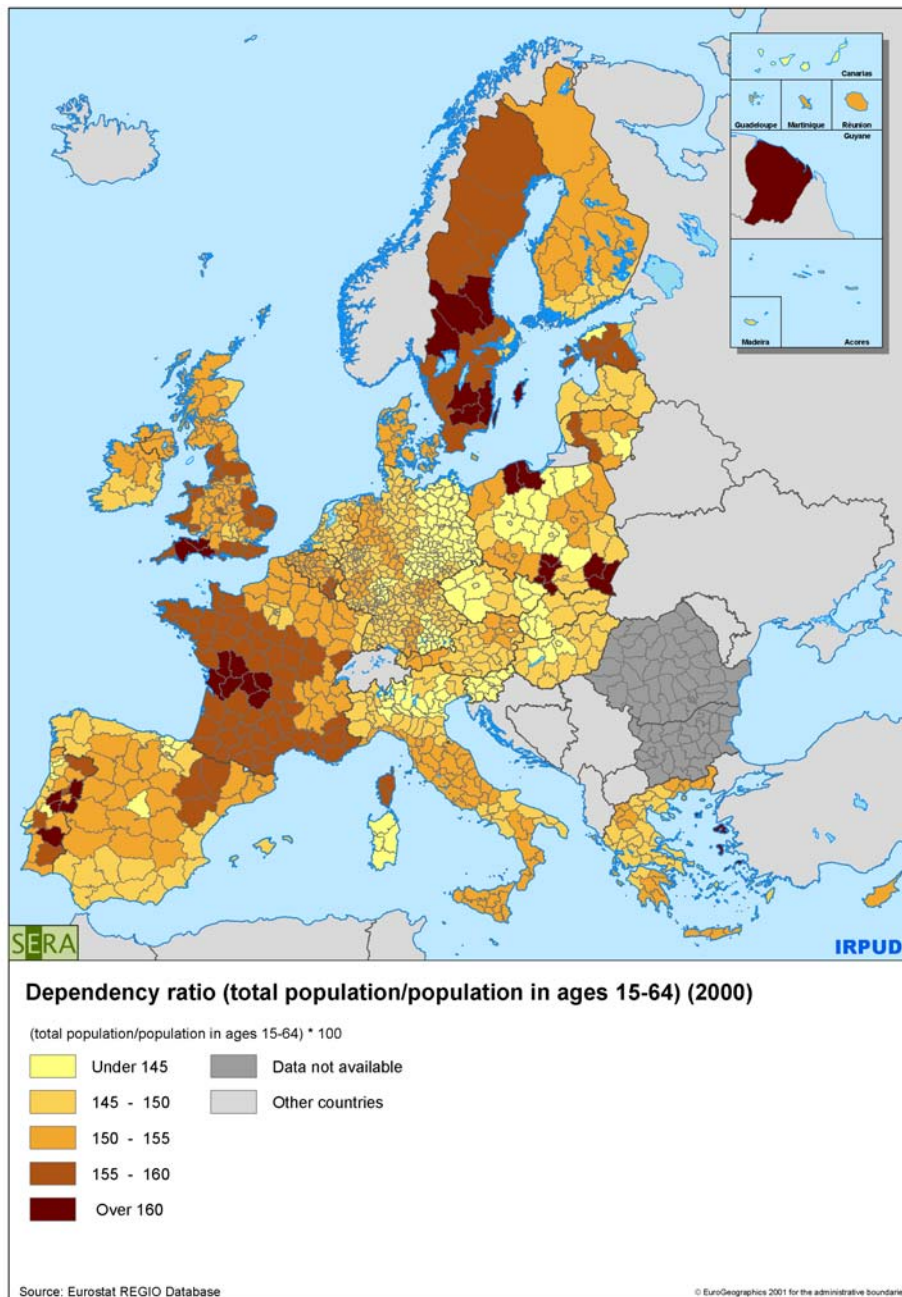 Canarias
Guadeloupe Martinique Réunion
Guyane
Madeira Acores
SERA
IRPUD
Dependency ratio (total population/population in ages 15-64) (2000)
(total population/population in ages 15-64) * 100
Under 145 Data not available
145 - 150 Other countries
150 - 155
155 - 160
Over 160
Source: Eurostat REGIO Database © EuroGeographics 2001 for the administrative boundarie